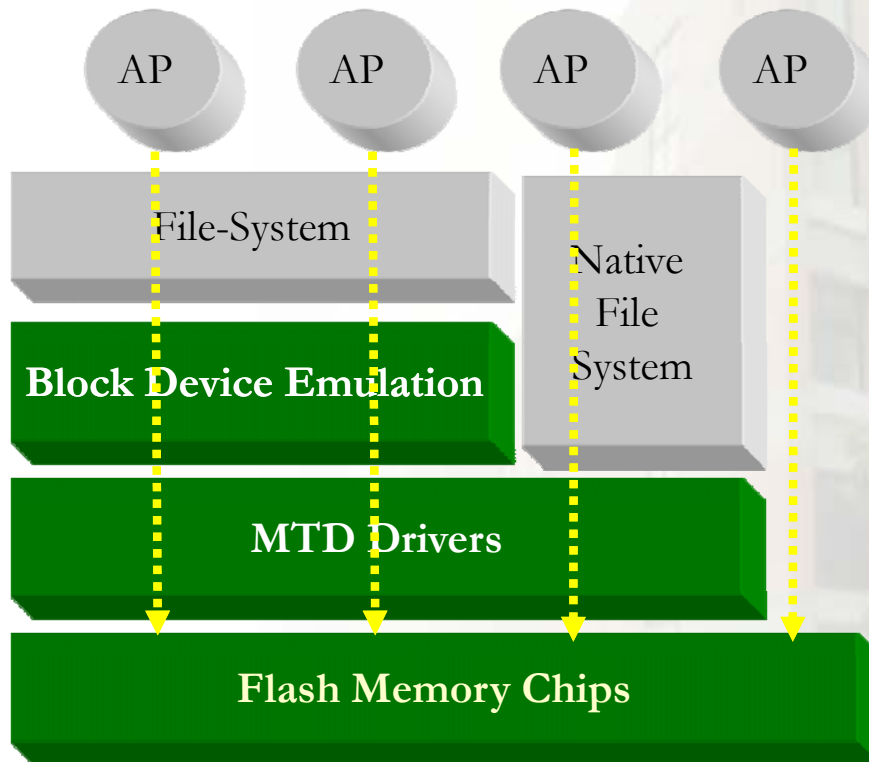 AP
AP
AP
AP
File-System
Native
File
System
Block Device Emulation
MTD Drivers
Flash Memory Chips